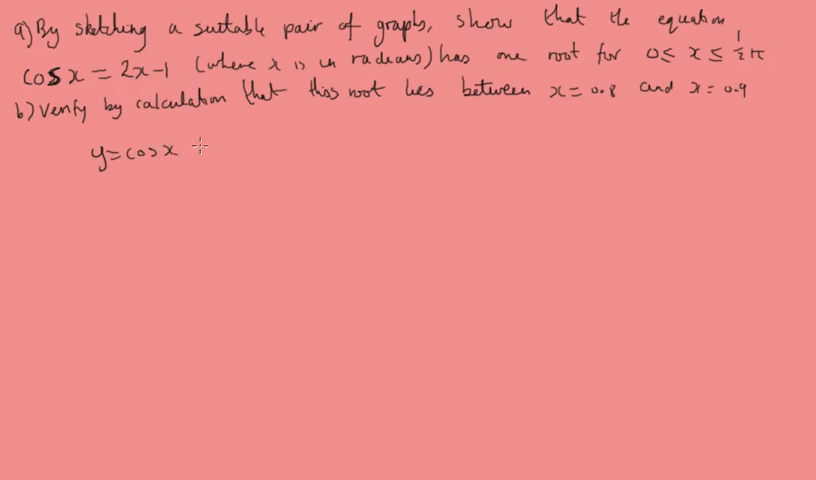 a) By sketching a suitable pair of graphs, show that the equation
cos x = 2x-1 (where x is in radians) has one root for 0 ≤ x ≤ ½π
b) Verify by calculation that this root lies between x = 0.8 and x = 0.9
y = cos x